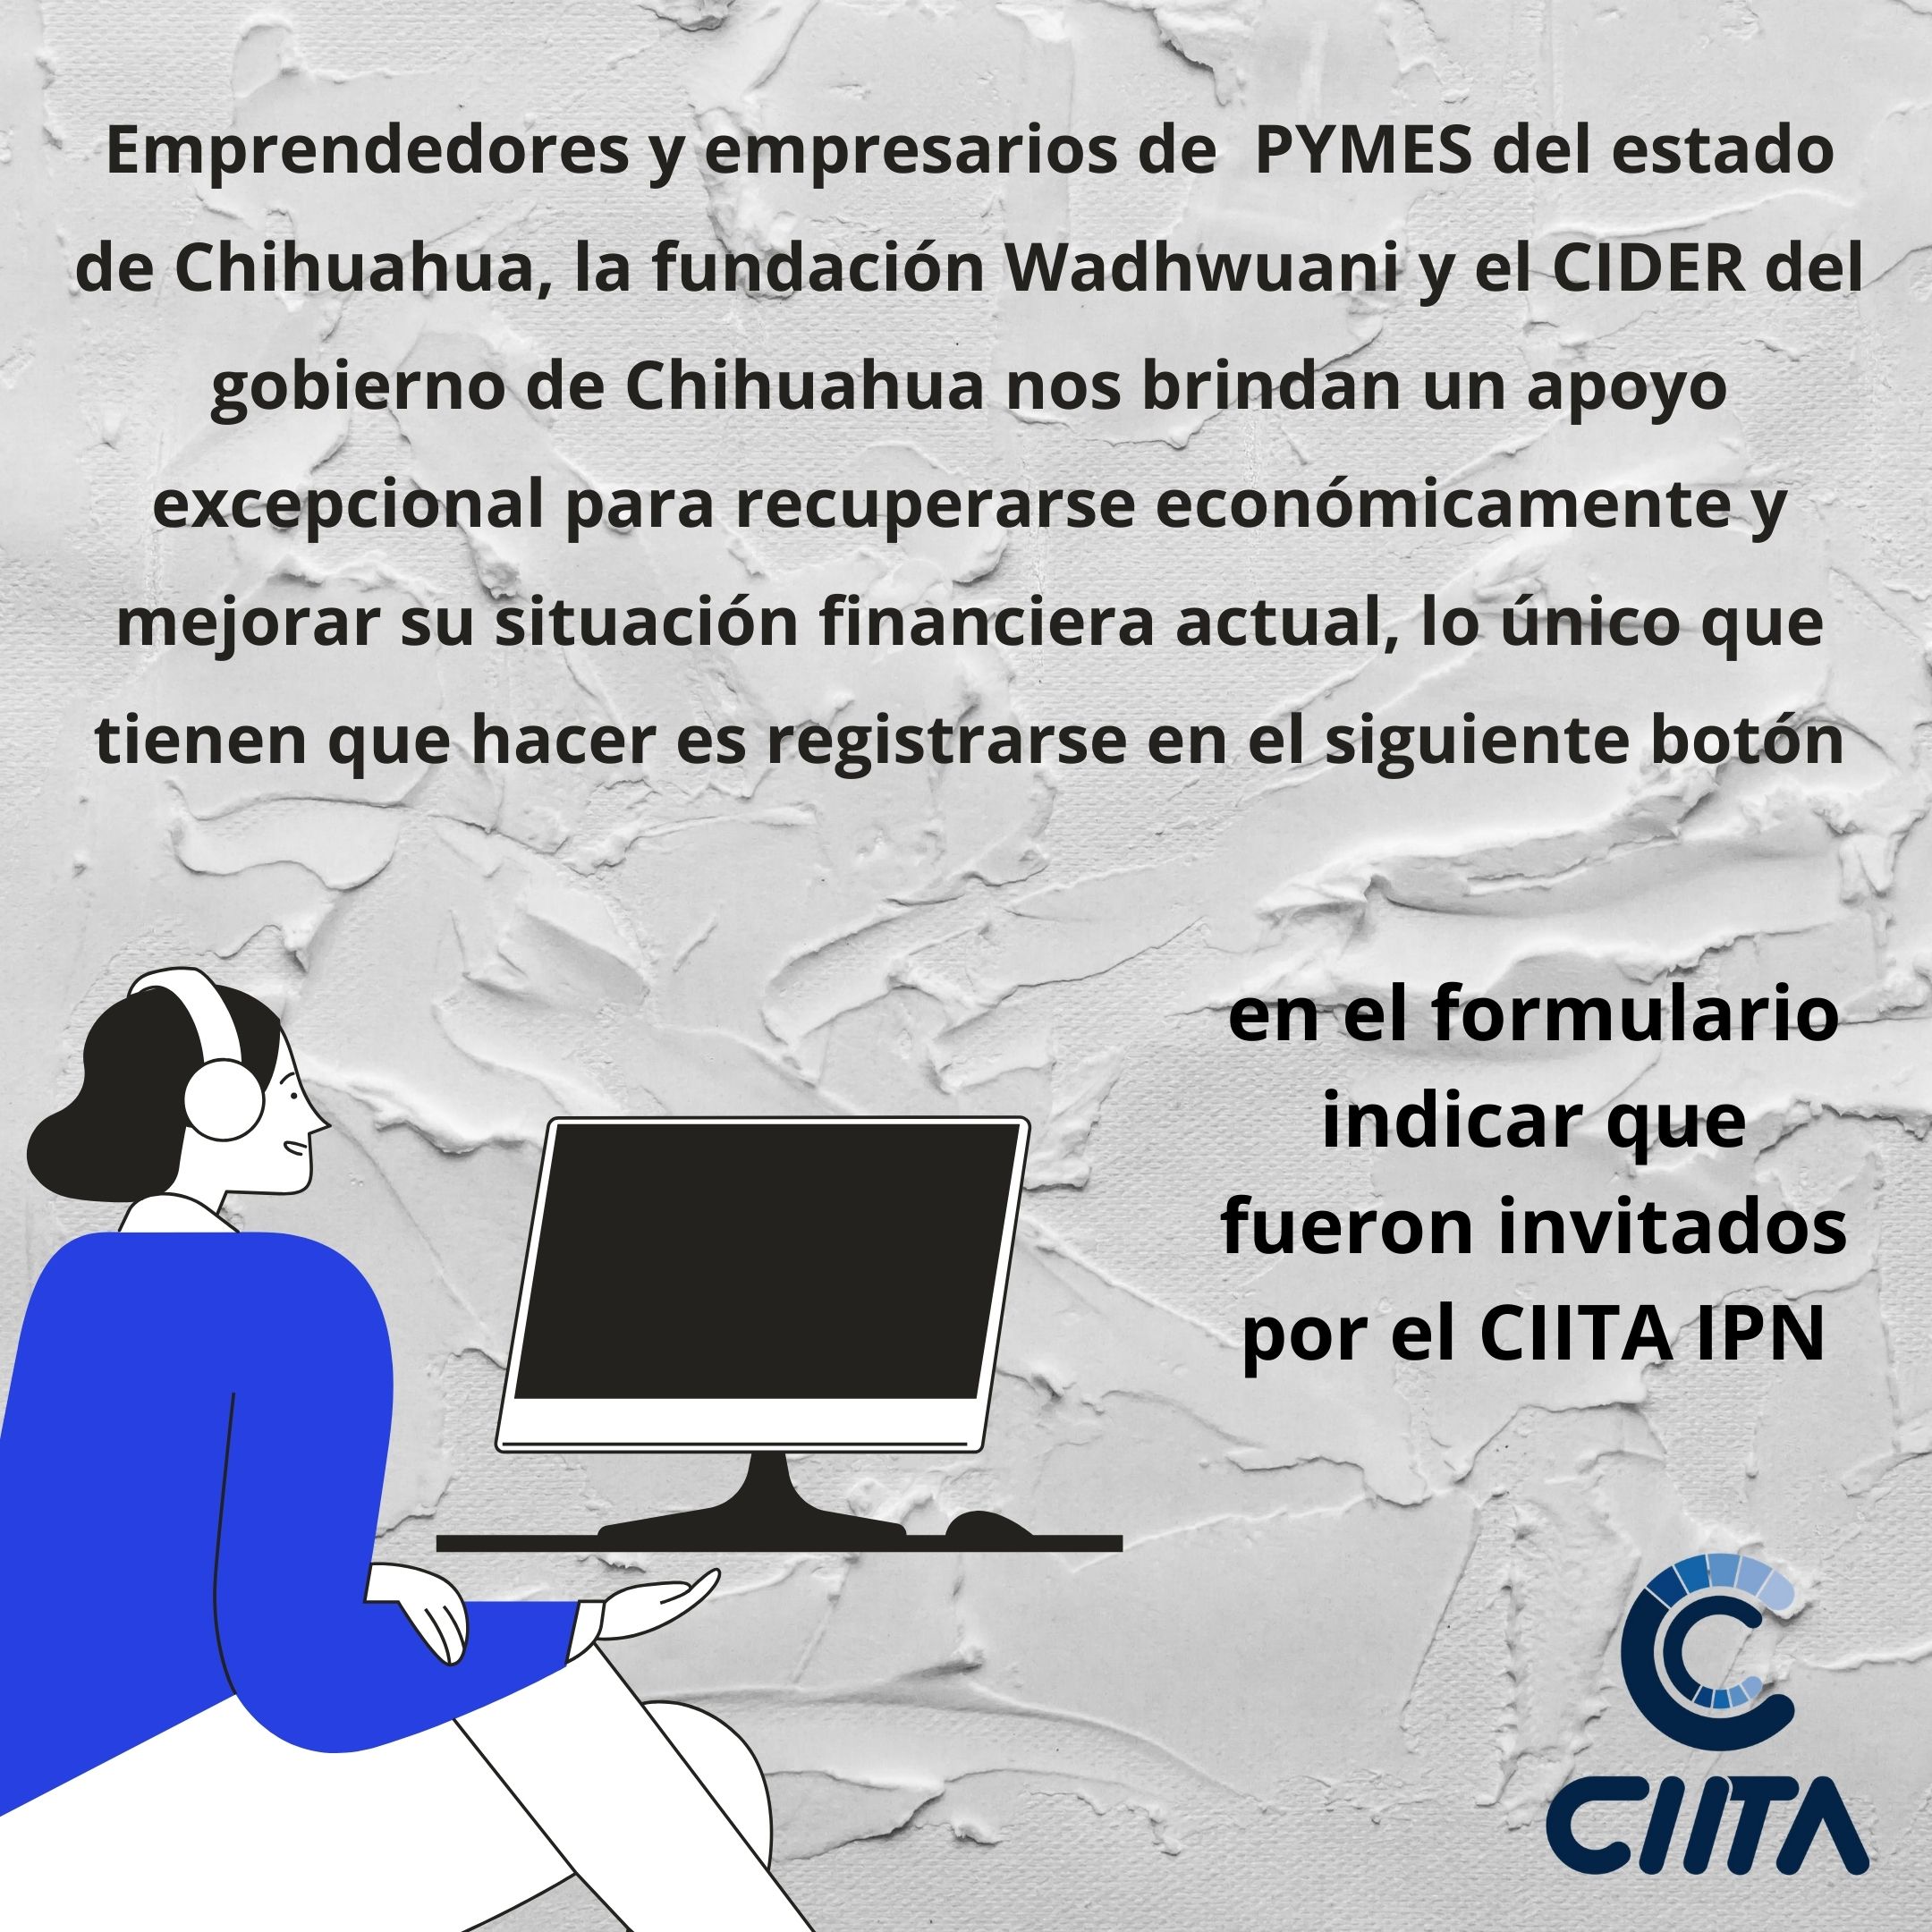 Emprendedores y empresarios de  PYMES del estado
de Chihuahua, la fundación Wadhwuani y el CIDER del
gobierno de Chihuahua nos brindan un apoyo
excepcional para recuperarse económicamente y
mejorar su situación financiera actual, lo único que
tienen que hacer es registrarse en el siguiente botón
en el formulario
indicar que
fueron invitados
por el CIITA IPN
CIITA